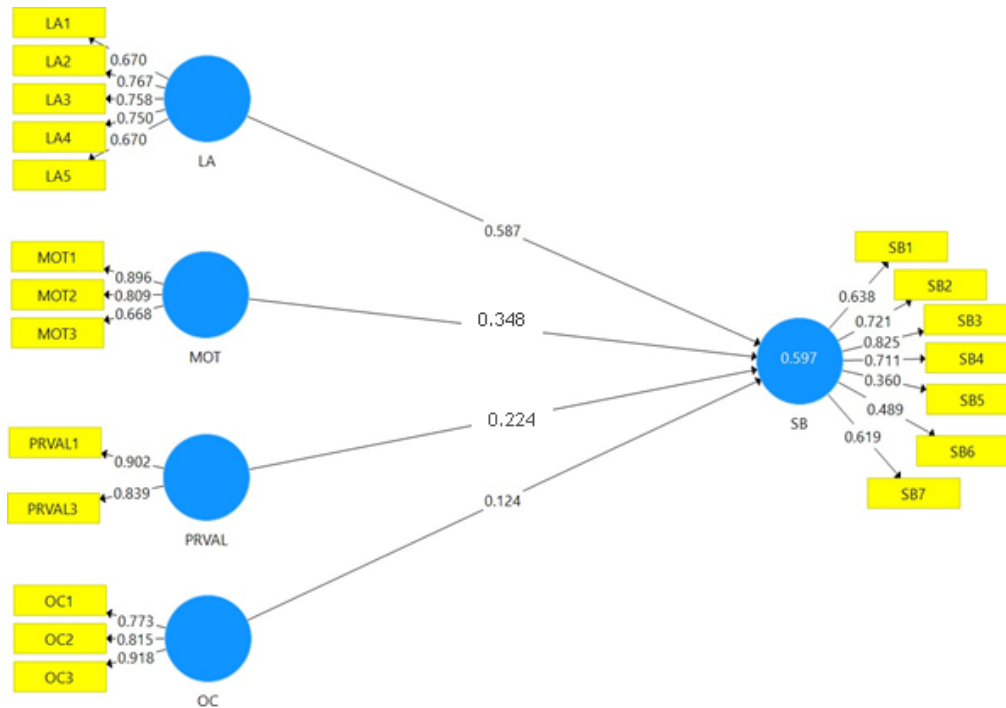 LA1
LA2
LA3
LA4
LA5
0.670
0.767
0.758
0.750
0.670
LA
0.587
MOT1
MOT2
MOT3
0.896
0.809
0.668
MOT
0.348
PRVAL1
PRVAL3
0.902
0.839
PRVAL
0.224
OC1
OC2
OC3
0.773
0.815
0.918
OC
0.124
0.597
SB
0.638
0.721
0.825
0.711
0.360
0.489
0.619
SB1
SB2
SB3
SB4
SB5
SB6
SB7